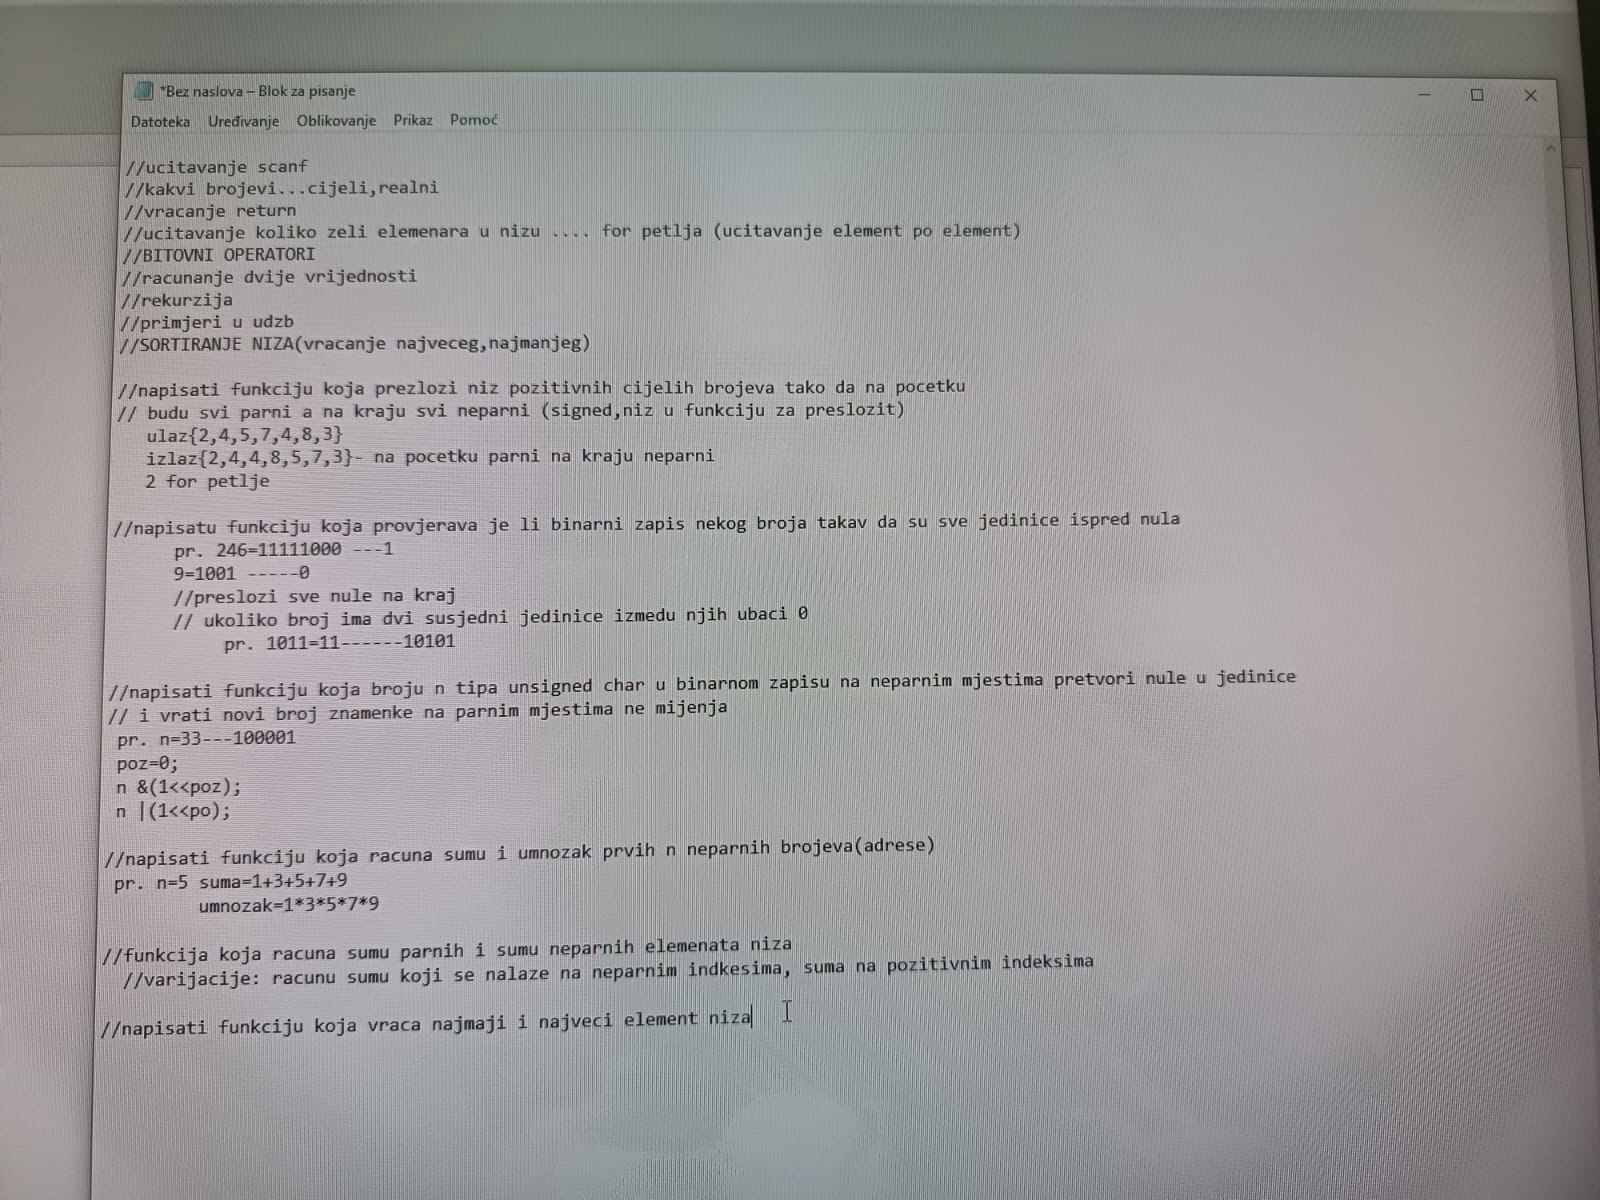 *Bez naslova – Blok za pisanje
Datoteka Uređivanje Oblikovanje Prikaz Pomoć
//ucitavanje scanf
//kakvi brojevi...cijeli,realni
//vracanje return
//ucitavanje koliko zeli elemenara u nizu .... for petlja (ucitavanje element po element)
//BITOVNI OPERATORI
//racunanje dvije vrijednosti
//rekurzija
//primjeri u udzb
//SORTIRANJE NIZA(vracanje najveceg,najmanjeg)
//napisati funkciju koja prezlozi niz pozitivnih cijelih brojeva tako da na pocetku
// budu svi parni a na kraju svi neparni (signed,niz u funkciju za preslozit)
ulaz{2,4,5,7,4,8,3}
izlaz{2,4,4,8,5,7,3}- na pocetku parni na kraju neparni
2 for petlje
//napisatu funkciju koja provjerava je li binarni zapis nekog broja takav da su sve jedinice ispred nula
pr. 246=11111000 ---1
9=1001 -----0
//preslozi sve nule na kraj
// ukoliko broj ima dvi susjedni jedinice izmedu njih ubaci 0
pr. 1011=11------10101
//napisati funkciju koja broju n tipa unsigned char u binarnom zapisu na neparnim mjestima pretvori nule u jedinice
// i vrati novi broj znamenke na parnim mjestima ne mijenja
pr. n=33---100001
poz=0;
n &(1<<poz);
n |(1<<po);
//napisati funkciju koja racuna sumu i umnozak prvih n neparnih brojeva(adrese)
pr. n=5 suma=1+3+5+7+9
umnozak=1*3*5*7*9
//funkcija koja racuna sumu parnih i sumu neparnih elemenata niza
//varijacije: racunu sumu koji se nalaze na neparnim indkesima, suma na pozitivnim indeksima
//napisati funkciju koja vraca najmaji i najveci element niza